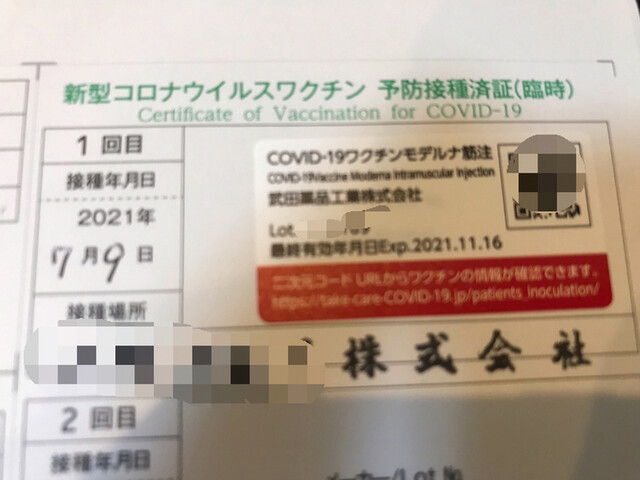 新型コロナウイルスワクチン 予防接種済証(臨時)
Certificate of Vaccination for COVID-19
1回目
接種年月日
2021年
7月9日
接種場所
COVID-19ワクチンモデルナ筋注
COVID-19Vaccine Moderna Intramuscular Injection
武田薬品工業株式会社
Lot.
最終有効年月日Exp.2021.11.16
二次元コード URLからワクチンの情報が確認できます。
https://take-care-COVID-19.jp/patients_inoculation/
株式会社
2回目
接種年月日
メーカー/Lot No